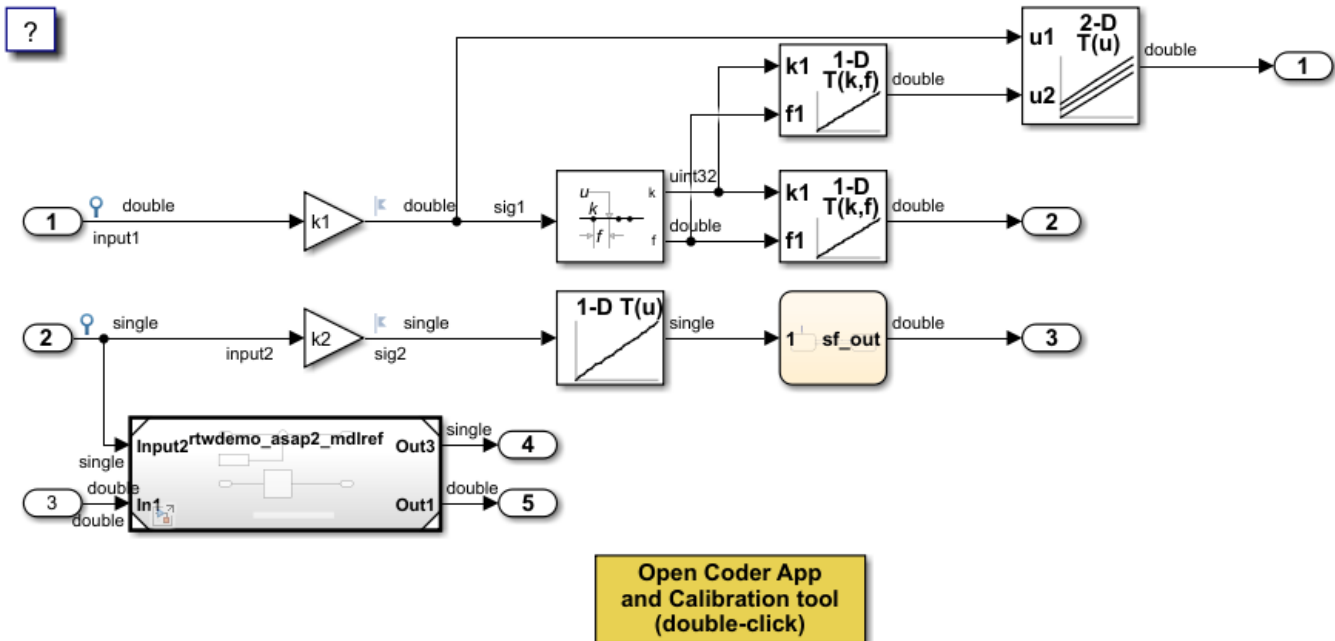 ?
u1
2-D
T(u)
u2
double
1
k1
1-D
T(k,f)
f1
double
1
double
input1
k1
double
sig1
u
k
f
k
f
uint32
double
k1
1-D
T(k,f)
f1
double
2
2
single
input2
k2
single
sig2
1-D T(u)
single
1
sf_out
double
3
Input2
rtwdemo_asap2_mdlref
Out3
single
4
single
3
double
double
In1
Out1
double
5
Open Coder App
and Calibration tool
(double-click)